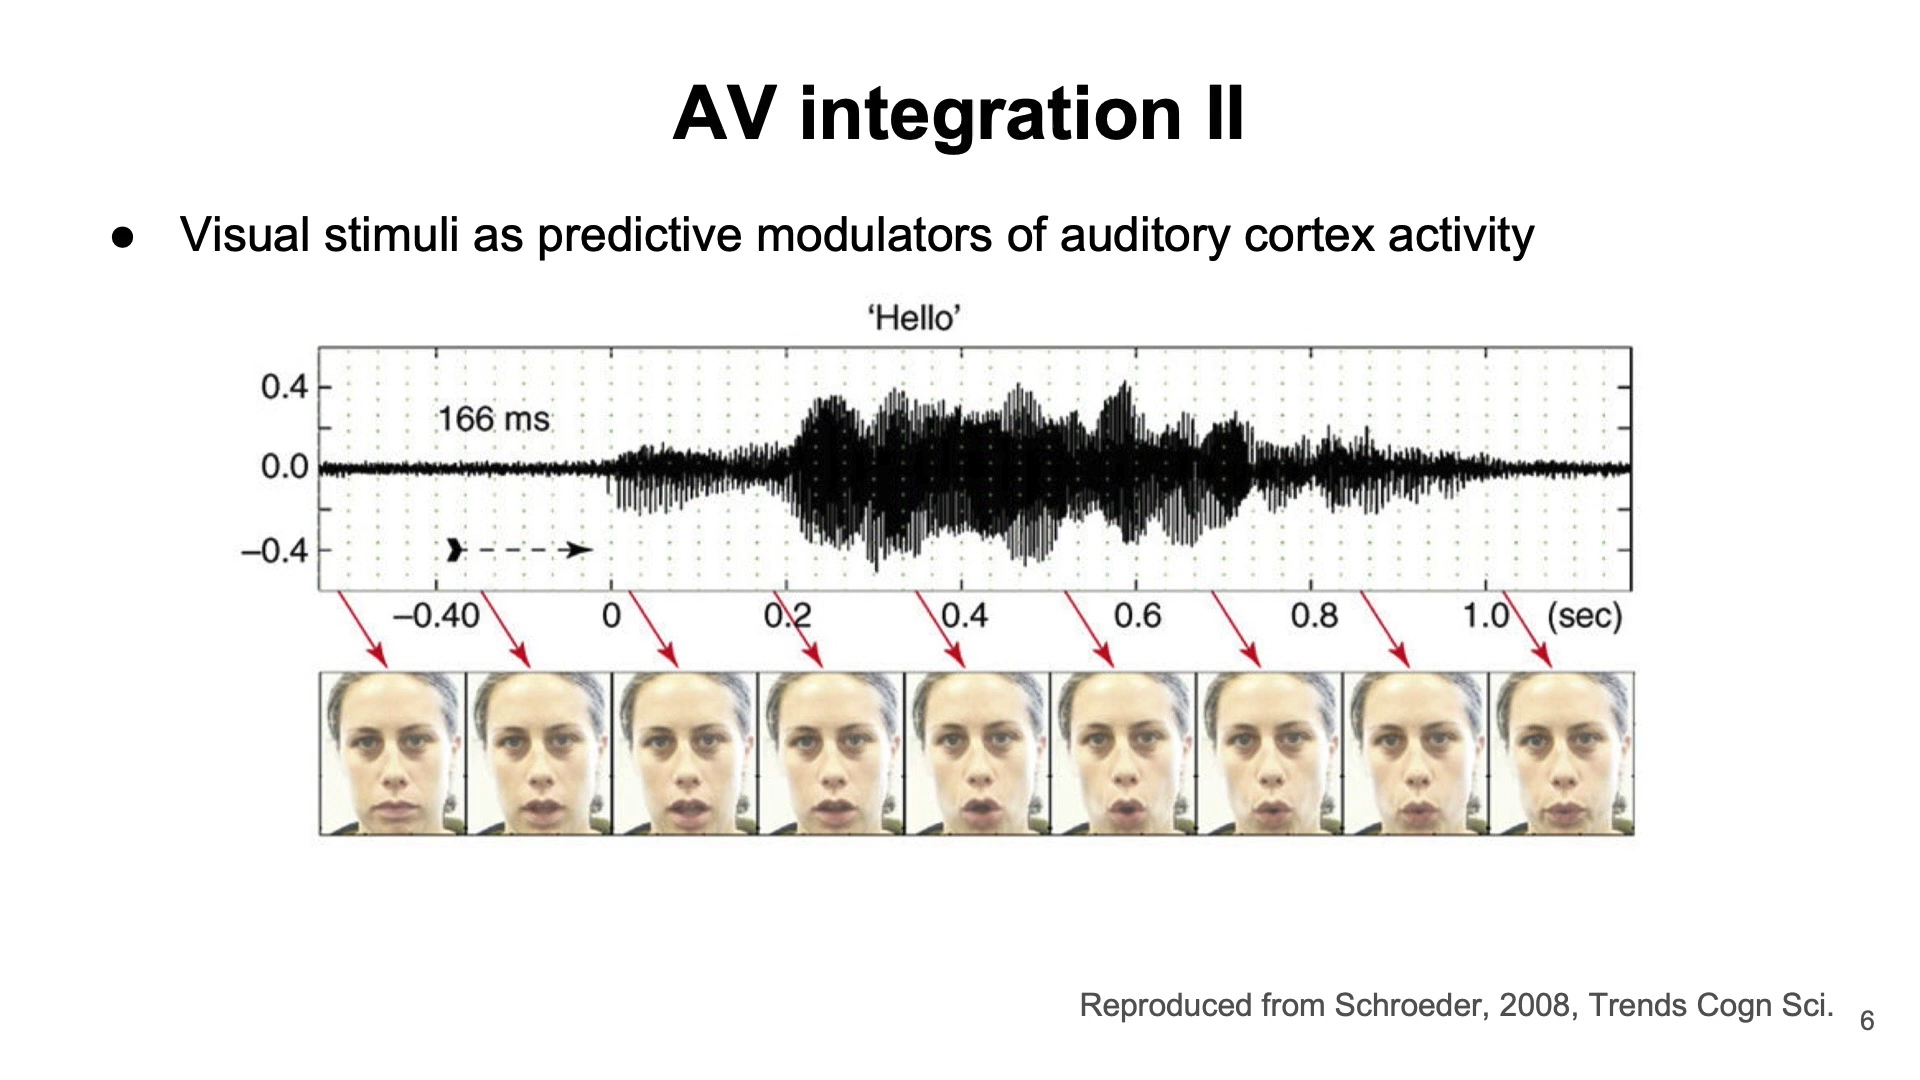 AV integration II
● Visual stimuli as predictive modulators of auditory cortex activity
‘Hello’
0.4
166 ms
0.0
–0.4
–0.40 0 0.2 0.4 0.6 0.8 1.0 (sec)
Reproduced from Schroeder, 2008, Trends Cogn Sci.
6